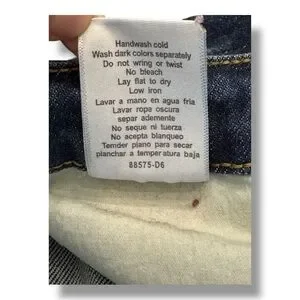 Handwash cold
Wash dark colors separately
Do not wring or twist
No bleach
Lay flat to dry
Low iron
Lavar a mano en agua fria
Lavar ropa oscura
separ ademente
No seque ni tuerza
No acepta blanqueo
Tender plano para secar
planchar a temperatura baja
88575-D6